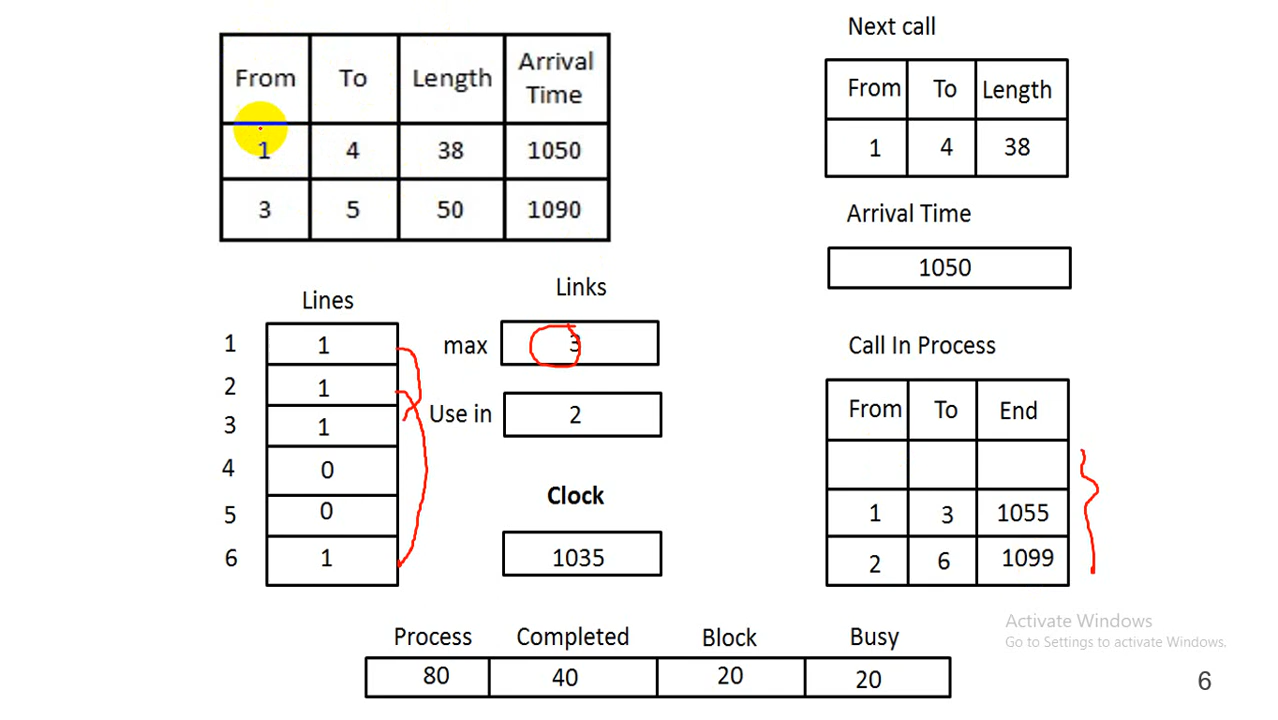 From To Length Arrival Time
1 4 38 1050
3 5 50 1090
Next call
From To Length
1 4 38
Arrival Time
1050
Lines
1 1
2 1
3 1
4 0
5 0
6 1
Links
max 3
Use in 2
Clock
1035
Call In Process
From To End
1 3 1055
2 6 1099
Process Completed Block Busy
80 40 20 20
Activate Windows
Go to Settings to activate Windows.
6